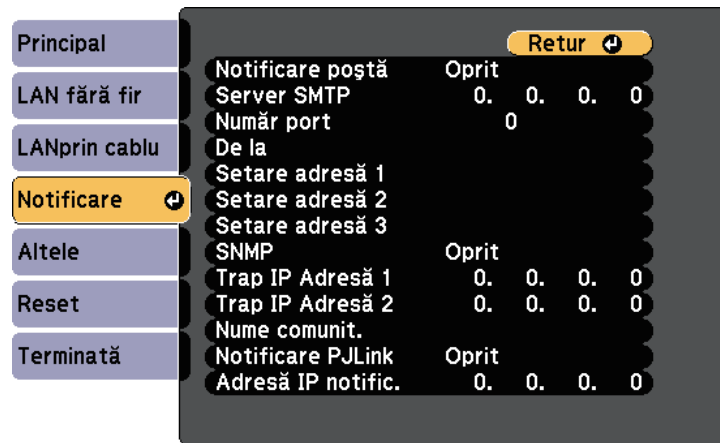 Principal
LAN fără fir
LANprin cablu
Notificare
Altele
Reset
Terminată
Retur
Notificare poştă Oprit
Server SMTP 0. 0. 0. 0
Număr port 0
De la
Setare adresă 1
Setare adresă 2
Setare adresă 3
SNMP Oprit
Trap IP Adresă 1 0. 0. 0. 0
Trap IP Adresă 2 0. 0. 0. 0
Nume comunit.
Notificare PJLink Oprit
Adresă IP notific. 0. 0. 0. 0